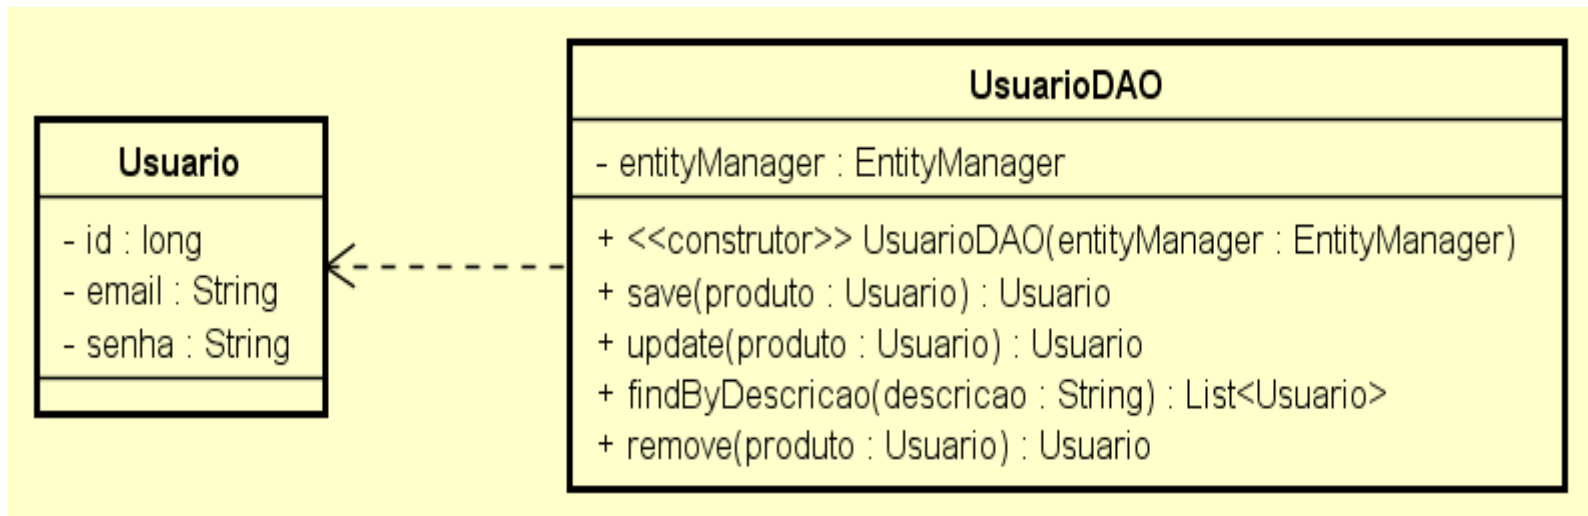 Usuario
- id : long
- email : String
- senha : String
UsuarioDAO
- entityManager : EntityManager
+ <<construtor>> UsuarioDAO(entityManager : EntityManager)
+ save(produto : Usuario) : Usuario
+ update(produto : Usuario) : Usuario
+ findByDescricao(descricao : String) : List<Usuario>
+ remove(produto : Usuario) : Usuario